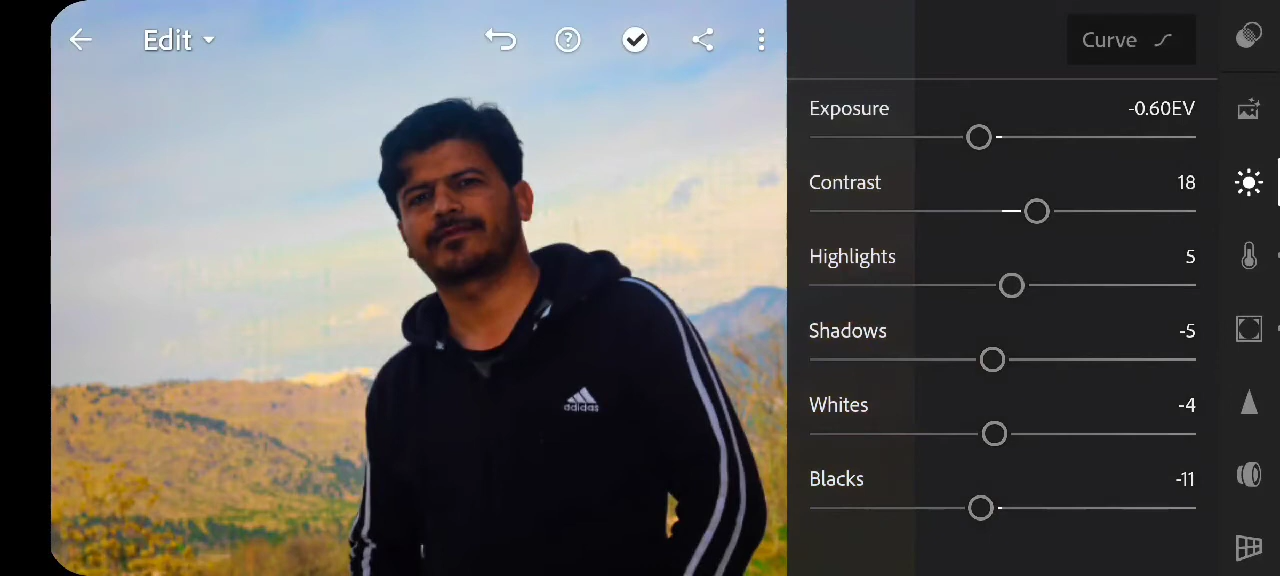 Edit
Curve
Exposure -0.60EV
Contrast 18
Highlights 5
Shadows -5
Whites -4
Blacks -11
adidas